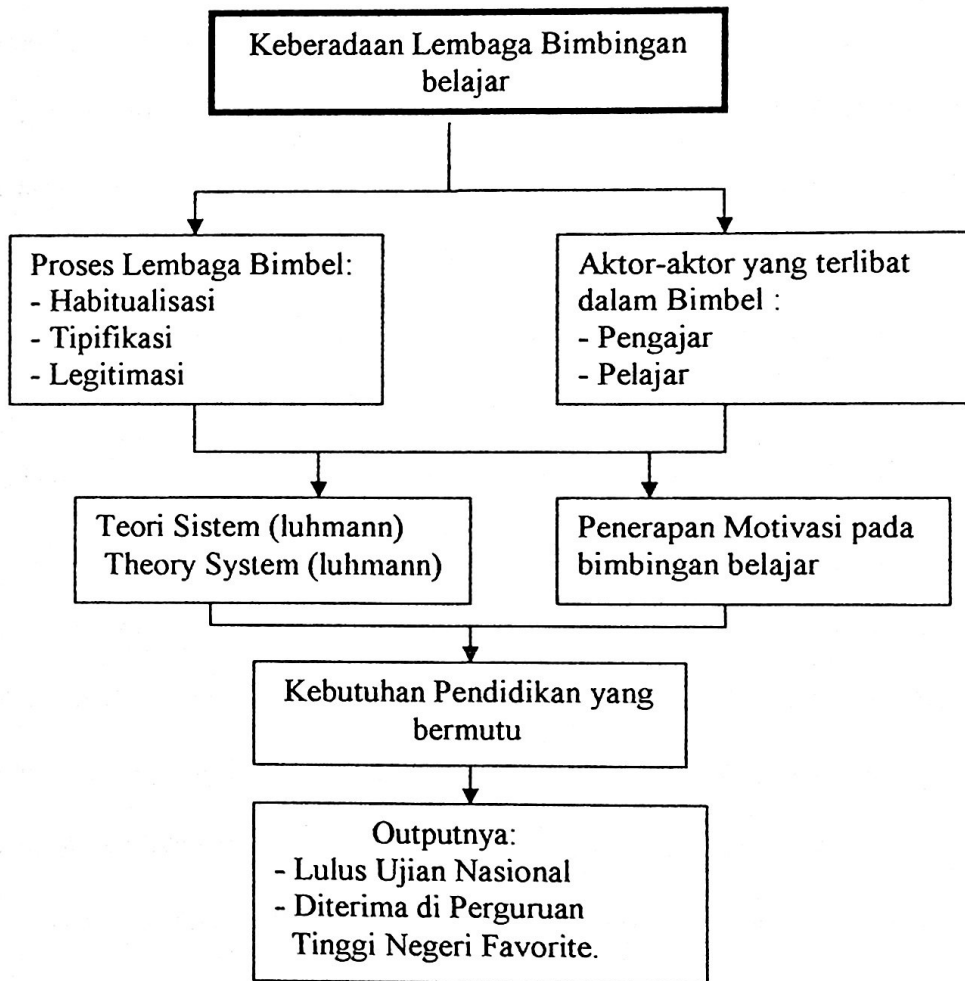 Keberadaan Lembaga Bimbingan
belajar
Proses Lembaga Bimbel:
- Habitualisasi
- Tipifikasi
- Legitimasi
Aktor-aktor yang terlibat
dalam Bimbel :
- Pengajar
- Pelajar
Teori Sistem (luhmann)
Theory System (luhmann)
Penerapan Motivasi pada
bimbingan belajar
Kebutuhan Pendidikan yang
bermutu
Outputnya:
- Lulus Ujian Nasional
- Diterima di Perguruan
Tinggi Negeri Favorite.